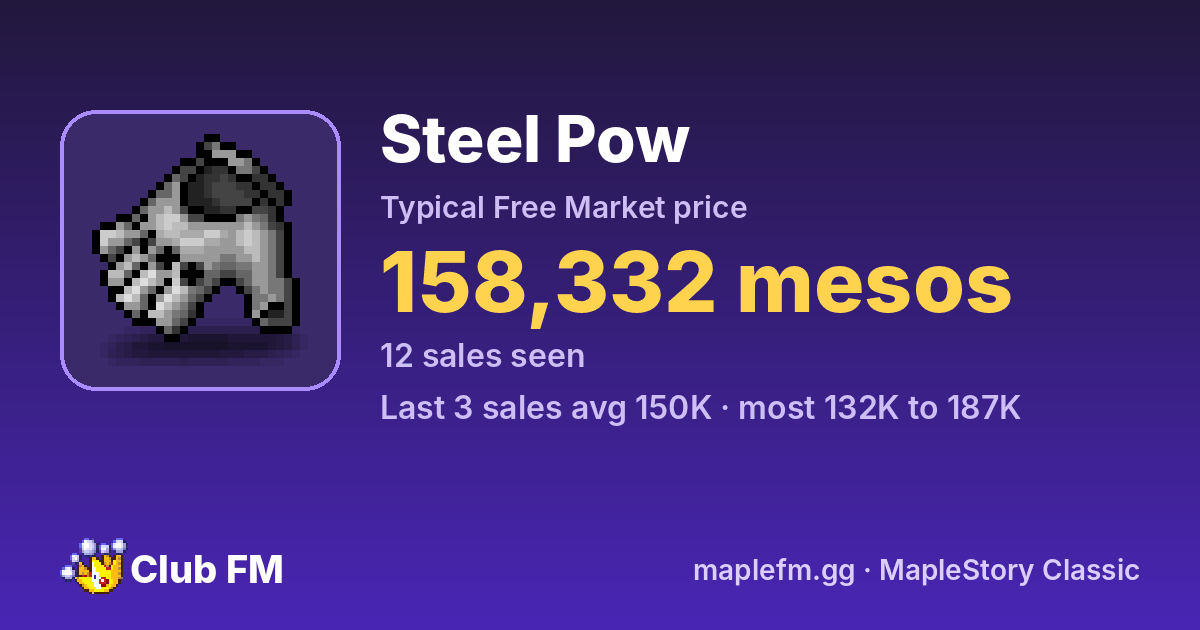 Steel Pow
Typical Free Market price
158,332 mesos
12 sales seen
Last 3 sales avg 150K · most 132K to 187K
Club FM
maplefm.gg · MapleStory Classic